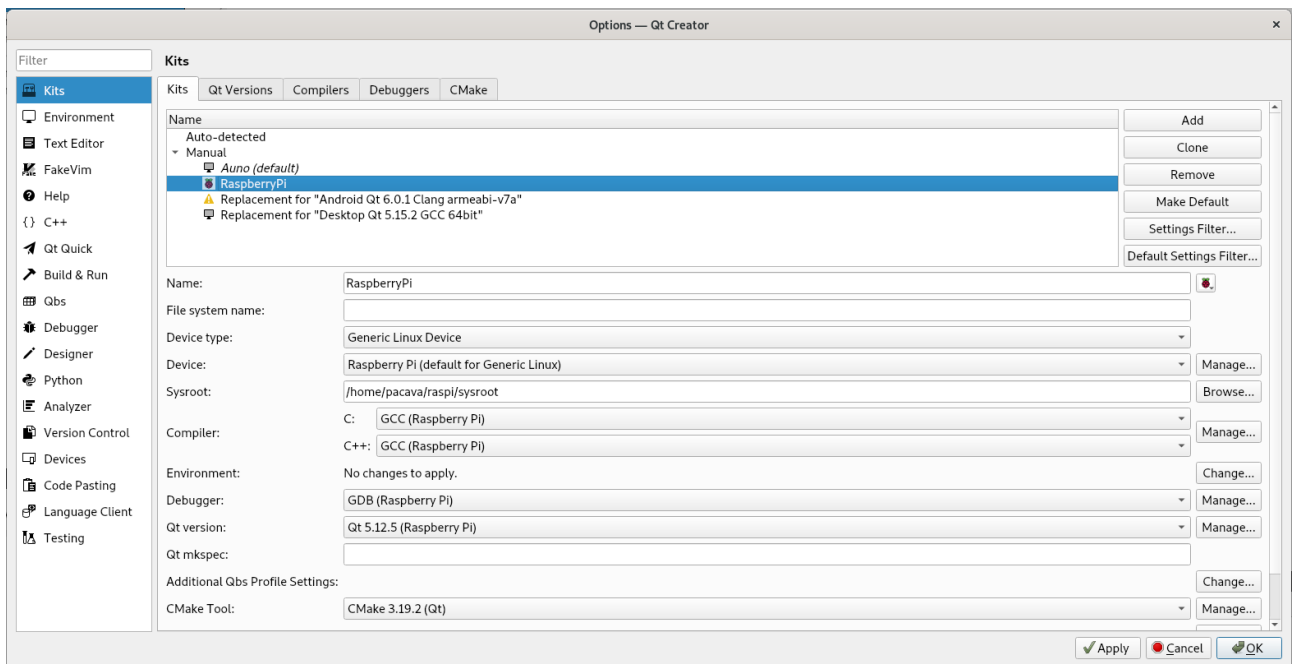 Options — Qt Creator
×
Filter
Kits
Environment
Text Editor
FakeVim
Help
{} C++
Qt Quick
Build & Run
Qbs
Debugger
Designer
Python
Analyzer
Version Control
Devices
Code Pasting
Language Client
Testing
Kits
Kits Qt Versions Compilers Debuggers CMake
Name
Auto-detected
Manual
Auno (default)
RaspberryPi
Replacement for "Android Qt 6.0.1 Clang armeabi-v7a"
Replacement for "Desktop Qt 5.15.2 GCC 64bit"
Add
Clone
Remove
Make Default
Settings Filter...
Default Settings Filter...
Name: RaspberryPi
File system name:
Device type: Generic Linux Device
Device: Raspberry Pi (default for Generic Linux) Manage...
Sysroot: /home/pacava/raspi/sysroot Browse...
Compiler: C: GCC (Raspberry Pi) Manage...
C++: GCC (Raspberry Pi)
Environment: No changes to apply. Change...
Debugger: GDB (Raspberry Pi) Manage...
Qt version: Qt 5.12.5 (Raspberry Pi) Manage...
Qt mkspec:
Additional Qbs Profile Settings: Change...
CMake Tool: CMake 3.19.2 (Qt) Manage...
Apply Cancel OK